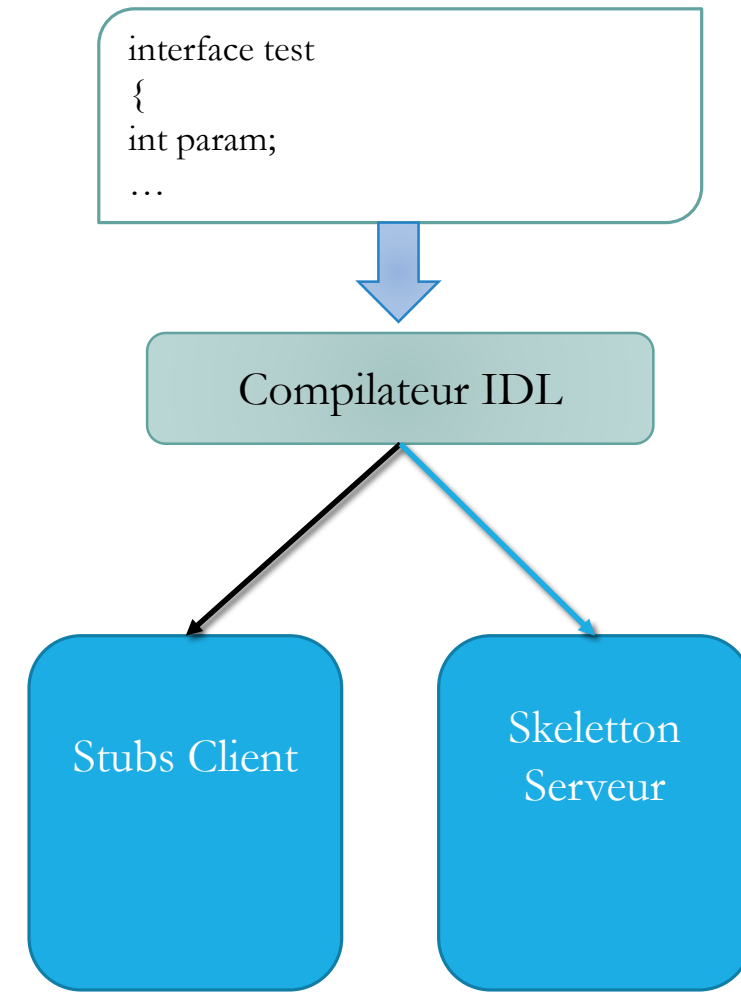 interface test
{
int param;
…
Compilateur IDL
Stubs Client
Skeletton
Serveur